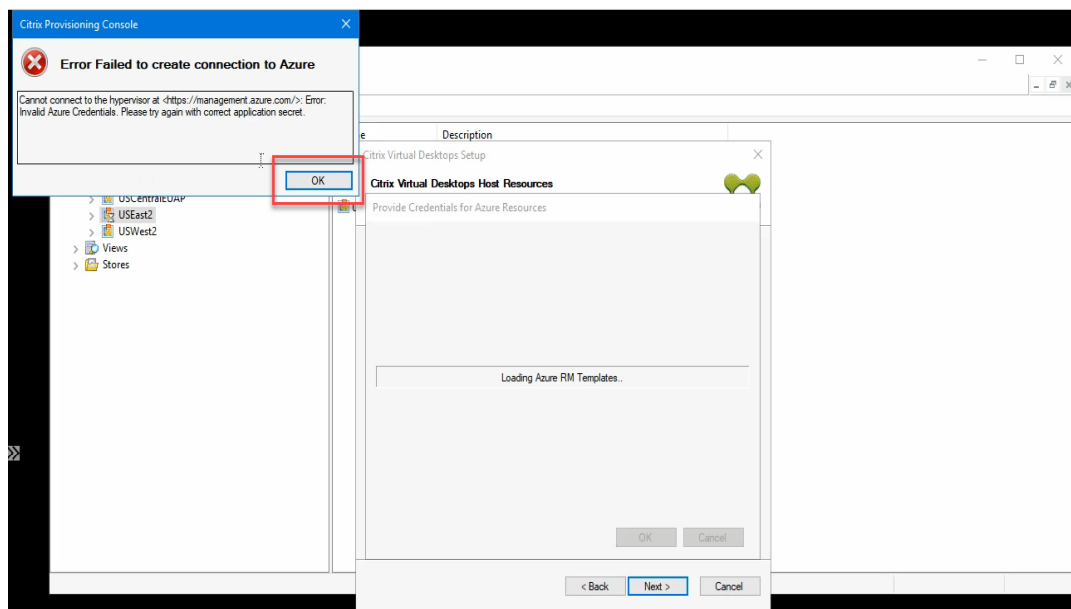 Citrix Provisioning Console
Error Failed to create connection to Azure
Cannot connect to the hypervisor at <https://management.azure.com/>: Error:
Invalid Azure Credentials. Please try again with correct application secret.
OK
Description
Citrix Virtual Desktops Setup
Citrix Virtual Desktops Host Resources
Provide Credentials for Azure Resources
USCentralEUAP
USEast2
USWest2
Views
Stores
Loading Azure RM Templates..
OK Cancel
< Back Next > Cancel